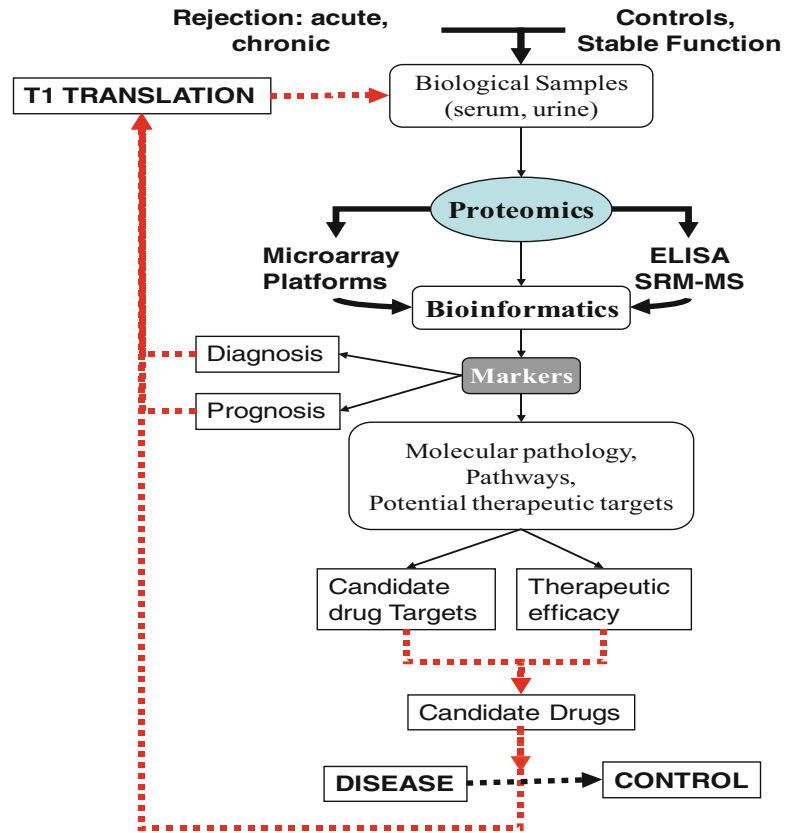 Rejection: acute,
chronic
Controls,
Stable Function
T1 TRANSLATION
Biological Samples
(serum, urine)
Proteomics
Microarray
Platforms
ELISA
SRM-MS
Bioinformatics
Diagnosis
Markers
Prognosis
Molecular pathology,
Pathways,
Potential therapeutic targets
Candidate
drug Targets
Therapeutic
efficacy
Candidate Drugs
DISEASE
CONTROL